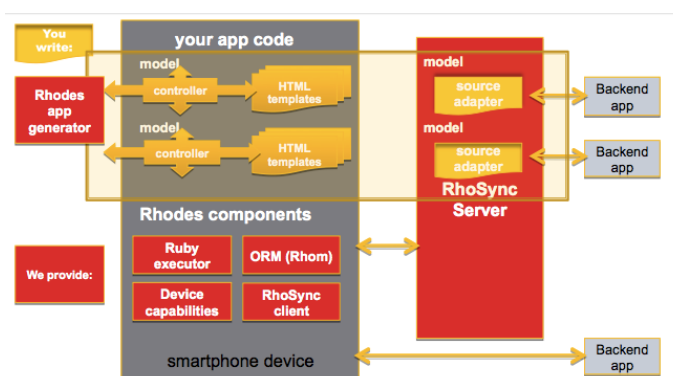 You
write:
your app code
model
controller
HTML
templates
model
controller
HTML
templates
Rhodes
app
generator
model
source
adapter
model
source
adapter
RhoSync
Server
Backend
app
Backend
app
Rhodes components
Ruby
executor
ORM (Rhom)
Device
capabilities
RhoSync
client
We provide:
smartphone device
Backend
app